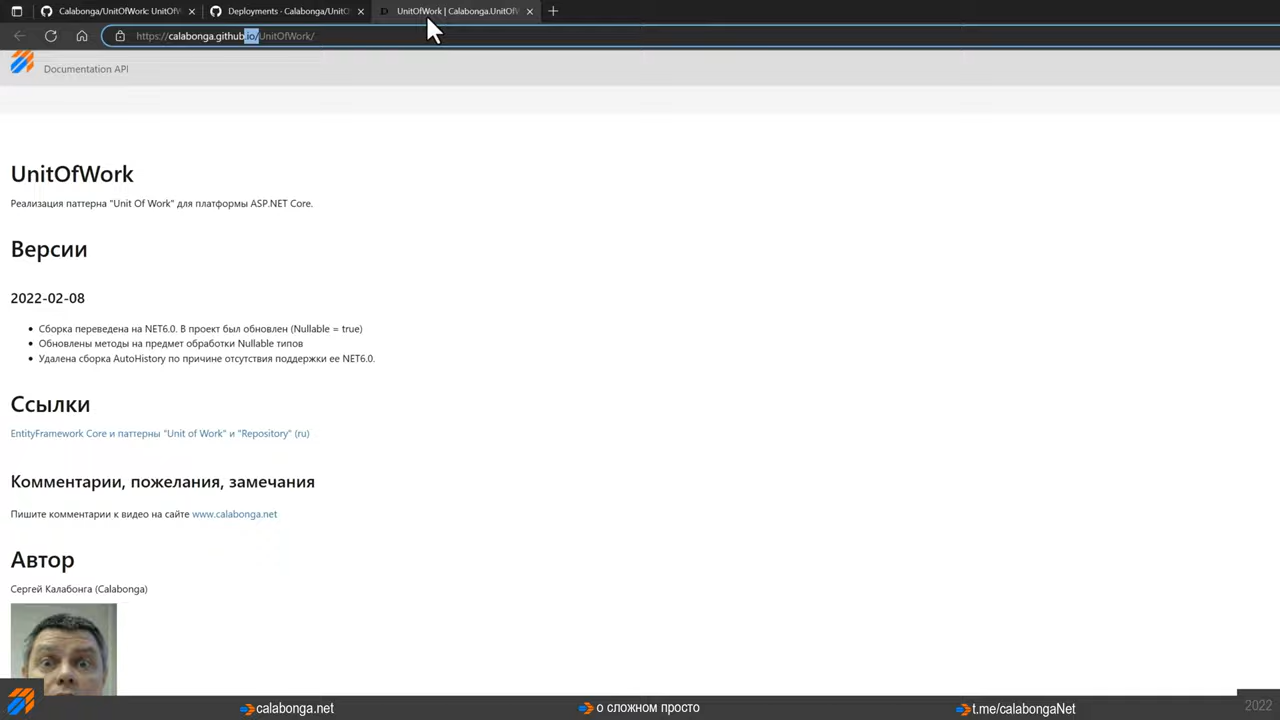 Calabonga/UnitOfWork: UnitOfW
Deployments - Calabonga/UnitO
UnitOfWork | Calabonga.UnitOfW
https://calabonga.github.io/UnitOfWork/
Documentation API
UnitOfWork
Реализация паттерна "Unit Of Work" для платформы ASP.NET Core.
Версии
2022-02-08
Сборка переведена на NET6.0. В проект был обновлен (Nullable = true)
Обновлены методы на предмет обработки Nullable типов
Удалена сборка AutoHistory по причине отсутствия поддержки ее NET6.0.
Ссылки
EntityFramework Core и паттерны "Unit of Work" и "Repository" (ru)
Комментарии, пожелания, замечания
Пишите комментарии к видео на сайте www.calabonga.net
Автор
Сергей Калабонга (Calabonga)
calabonga.net
о сложном просто
t.me/calabongaNet
2022